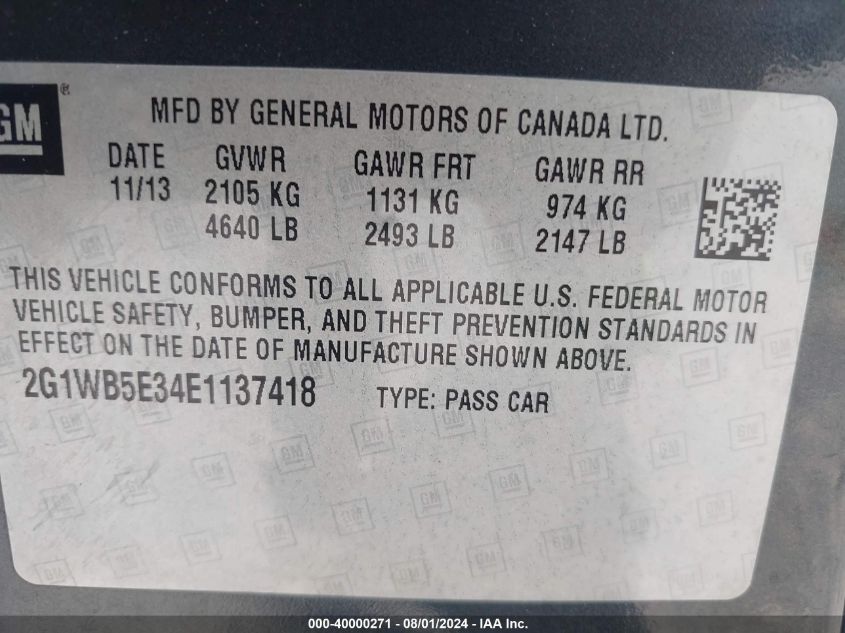 GM ®
MFD BY GENERAL MOTORS OF CANADA LTD.
DATE GVWR GAWR FRT GAWR RR
11/13 2105 KG 1131 KG 974 KG
4640 LB 2493 LB 2147 LB
THIS VEHICLE CONFORMS TO ALL APPLICABLE U.S. FEDERAL MOTOR
VEHICLE SAFETY, BUMPER, AND THEFT PREVENTION STANDARDS IN
EFFECT ON THE DATE OF MANUFACTURE SHOWN ABOVE.
2G1WB5E34E1137418 TYPE: PASS CAR
000-40000271 - 08/01/2024 - IAA Inc.